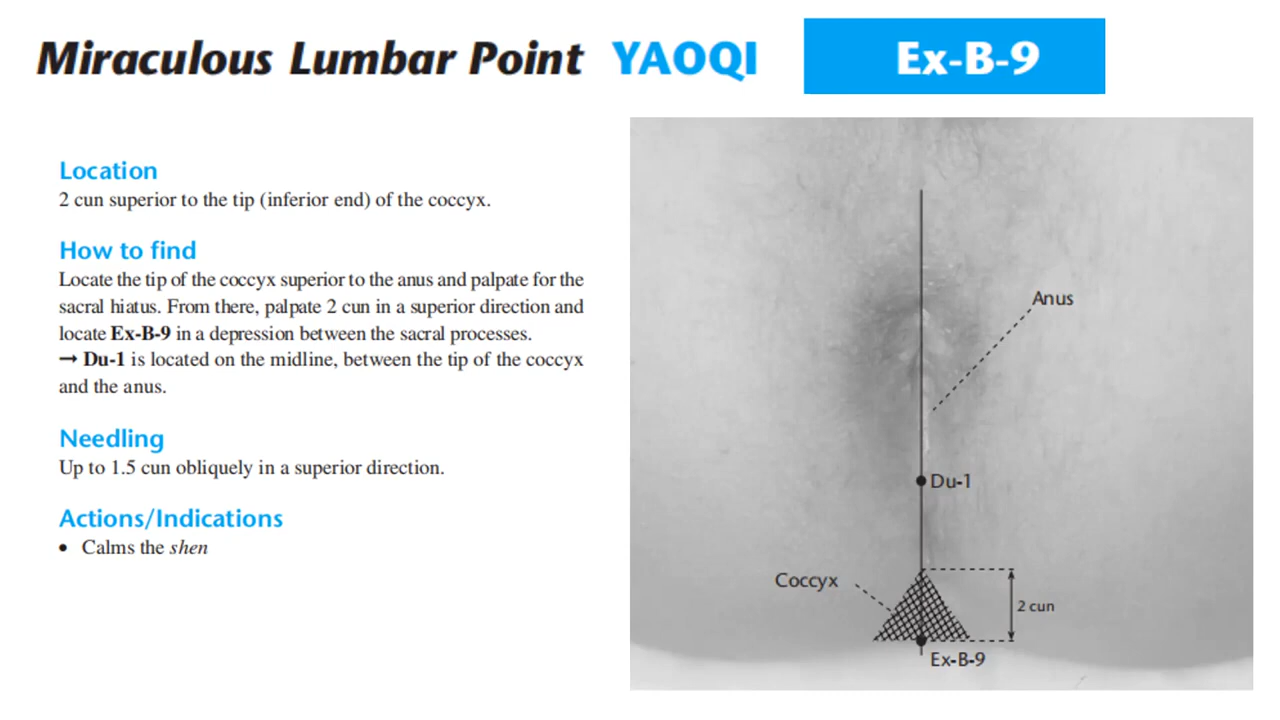 Miraculous Lumbar Point YAOQI Ex-B-9
Location
2 cun superior to the tip (inferior end) of the coccyx.
How to find
Locate the tip of the coccyx superior to the anus and palpate for the
sacral hiatus. From there, palpate 2 cun in a superior direction and
locate Ex-B-9 in a depression between the sacral processes.
→ Du-1 is located on the midline, between the tip of the coccyx
and the anus.
Needling
Up to 1.5 cun obliquely in a superior direction.
Actions/Indications
• Calms the shen
Anus
Du-1
Coccyx
2 cun
Ex-B-9